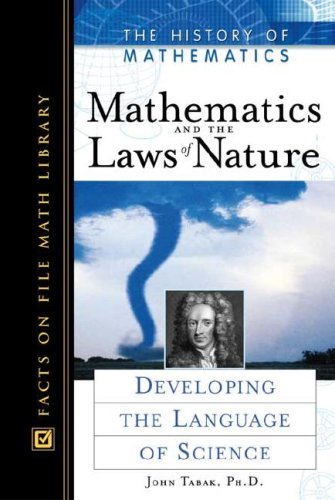 THE HISTORY OF
MATHEMATICS
Mathematics
AND THE
Laws of Nature
DEVELOPING
THE LANGUAGE
OF SCIENCE
JOHN TABAK, PH.D.
FACTS ON FILE MATH LIBRARY